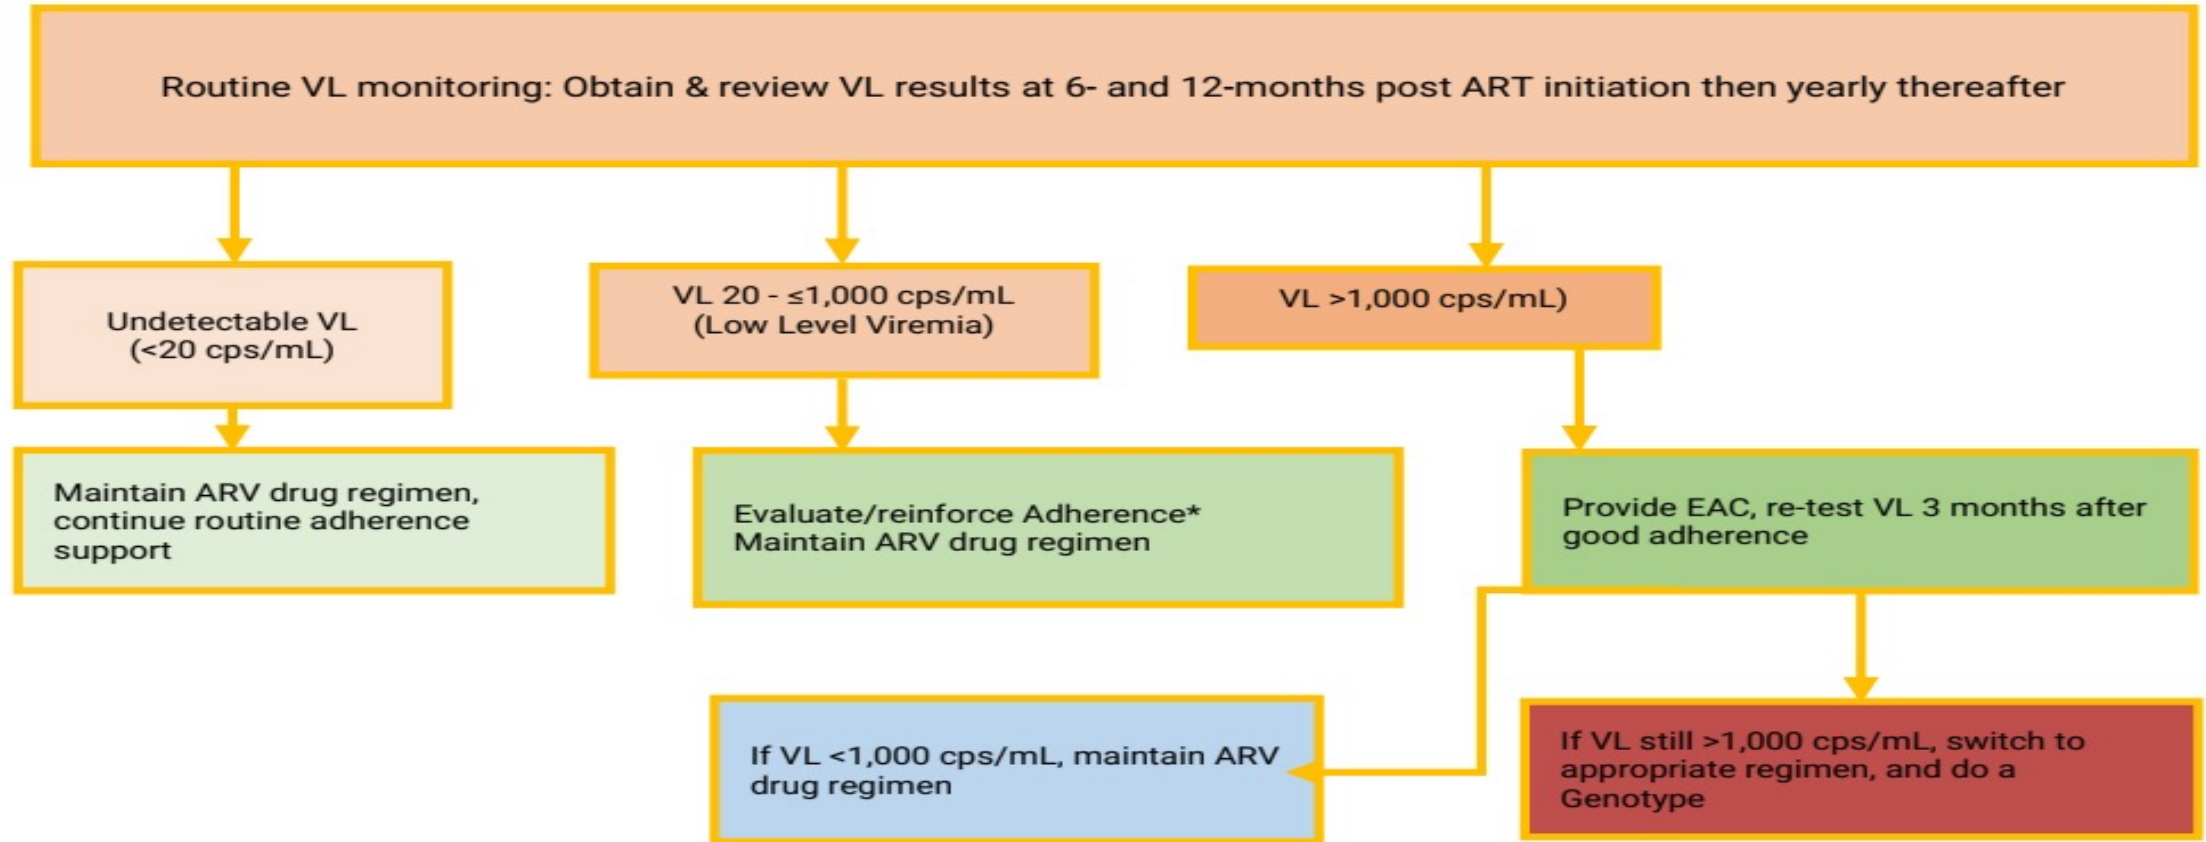 Routine VL monitoring: Obtain & review VL results at 6- and 12-months post ART initiation then yearly thereafter
Undetectable VL
(<20 cps/mL)
VL 20 - ≤1,000 cps/mL
(Low Level Viremia)
VL >1,000 cps/mL)
Maintain ARV drug regimen,
continue routine adherence
support
Evaluate/reinforce Adherence*
Maintain ARV drug regimen
Provide EAC, re-test VL 3 months after
good adherence
If VL <1,000 cps/mL, maintain ARV
drug regimen
If VL still >1,000 cps/mL, switch to
appropriate regimen, and do a
Genotype